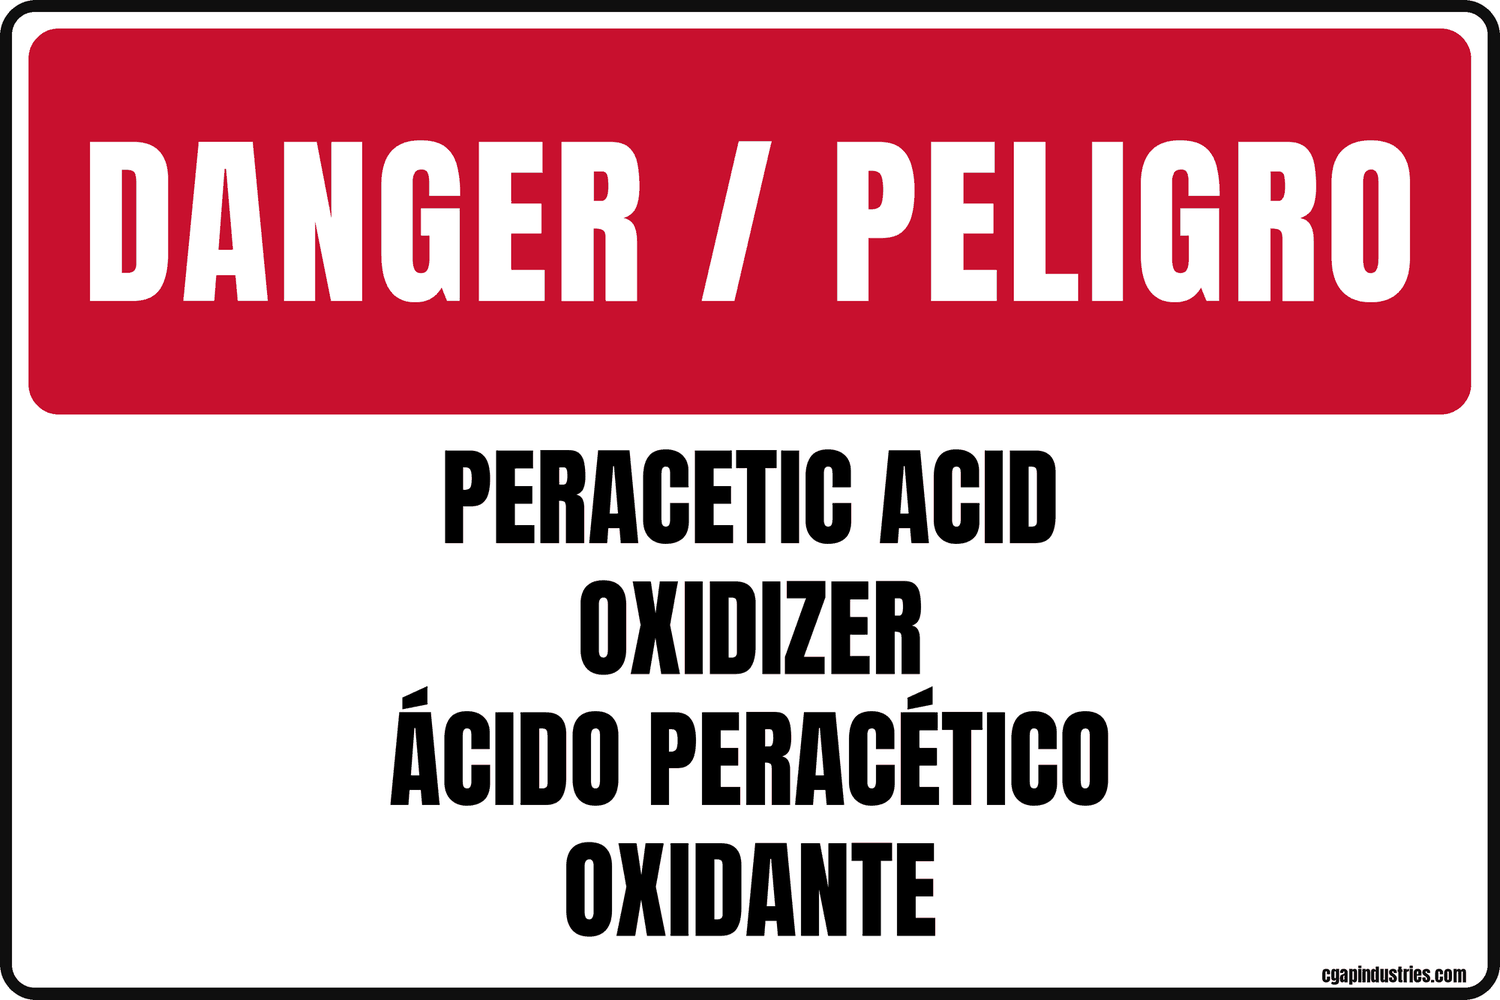 DANGER / PELIGRO
PERACETIC ACID
OXIDIZER
ÁCIDO PERACÉTICO
OXIDANTE
cgapindustries.com